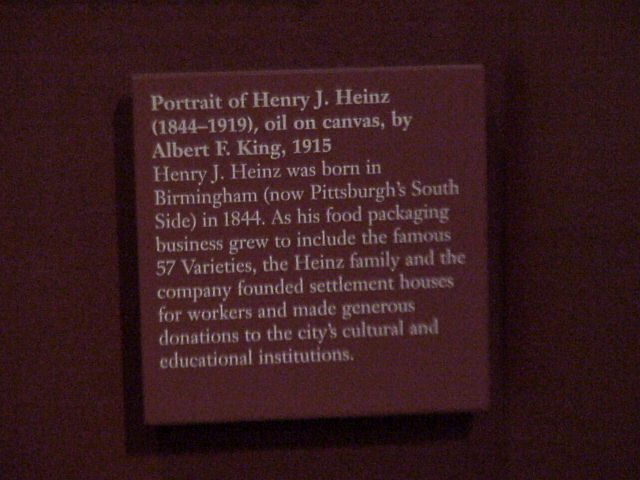 Portrait of Henry J. Heinz
(1844–1919), oil on canvas, by
Albert F. King, 1915
Henry J. Heinz was born in
Birmingham (now Pittsburgh's South
Side) in 1844. As his food packaging
business grew to include the famous
57 Varieties, the Heinz family and the
company founded settlement houses
for workers and made generous
donations to the city's cultural and
educational institutions.